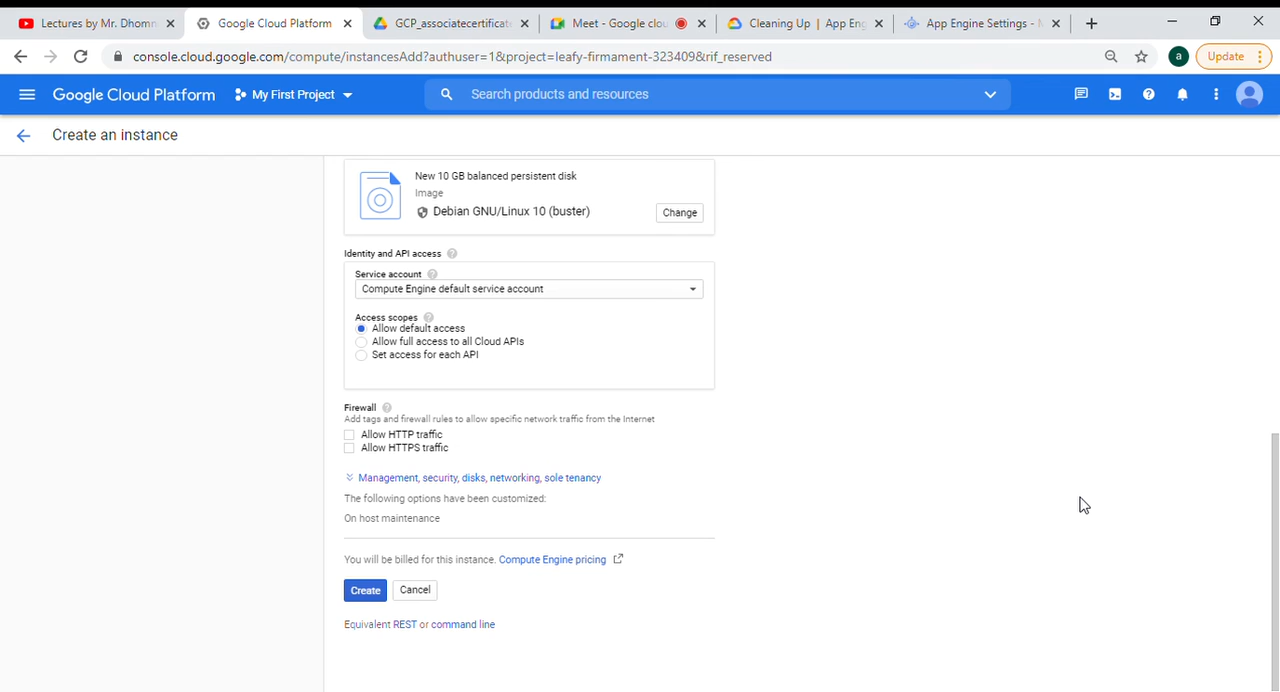 Lectures by Mr. Dhomn
Google Cloud Platform
GCP_associatecertificate
Meet - Google clou
Cleaning Up | App Eng
App Engine Settings -
console.cloud.google.com/compute/instancesAdd?authuser=1&project=leafy-firmament-323409&rif_reserved
a
Update
Google Cloud Platform
My First Project
Search products and resources
Create an instance
New 10 GB balanced persistent disk
Image
Debian GNU/Linux 10 (buster)
Change
Identity and API access
Service account
Compute Engine default service account
Access scopes
Allow default access
Allow full access to all Cloud APIs
Set access for each API
Firewall
Add tags and firewall rules to allow specific network traffic from the Internet
Allow HTTP traffic
Allow HTTPS traffic
Management, security, disks, networking, sole tenancy
The following options have been customized:
On host maintenance
You will be billed for this instance. Compute Engine pricing
Create
Cancel
Equivalent REST or command line